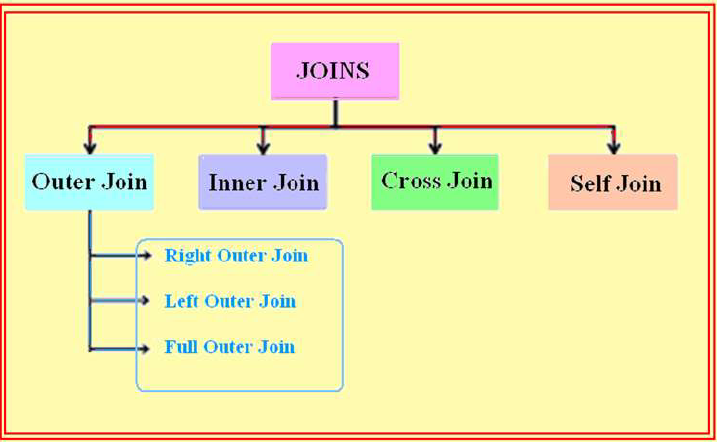 JOINS
Outer Join
Inner Join
Cross Join
Self Join
Right Outer Join
Left Outer Join
Full Outer Join